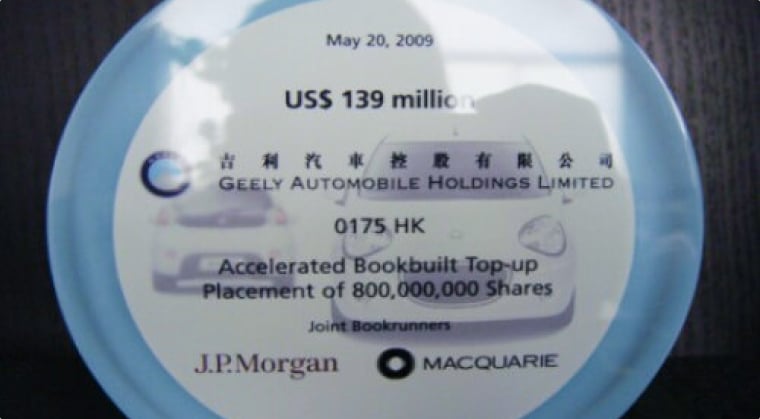 May 20, 2009
US$ 139 million
吉利汽車控股有限公司
GEELY AUTOMOBILE HOLDINGS LIMITED
0175 HK
Accelerated Bookbuilt Top-up
Placement of 800,000,000 Shares
Joint Bookrunners
J.P.Morgan MACQUARIE